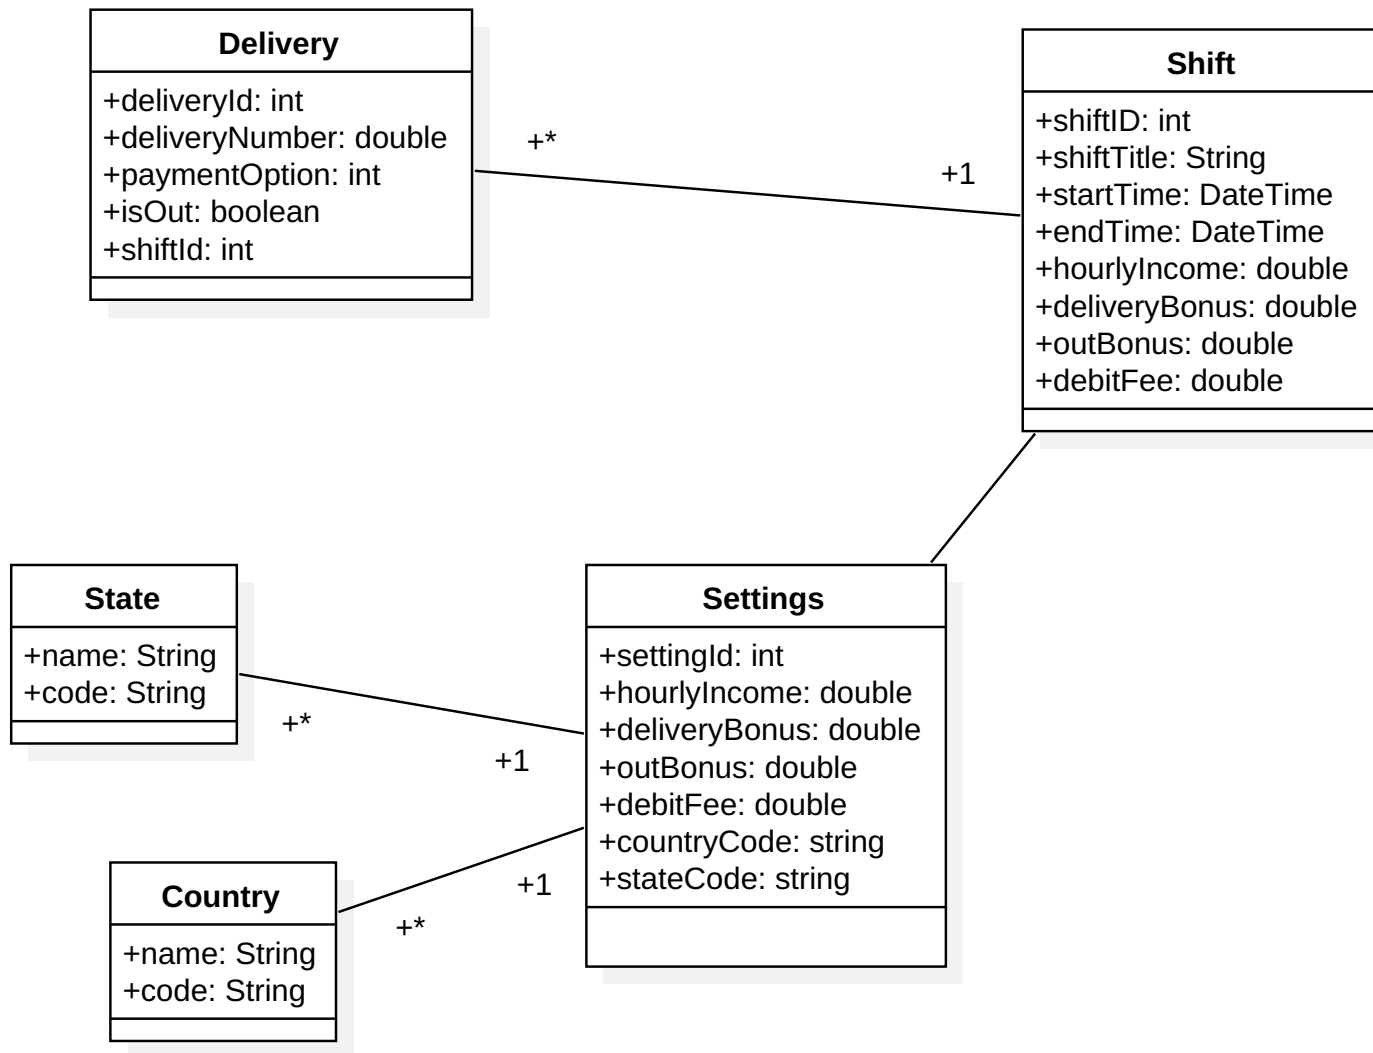 Delivery
+deliveryId: int
+deliveryNumber: double
+paymentOption: int
+isOut: boolean
+shiftId: int
+*
+1
Shift
+shiftID: int
+shiftTitle: String
+startTime: DateTime
+endTime: DateTime
+hourlyIncome: double
+deliveryBonus: double
+outBonus: double
+debitFee: double
State
+name: String
+code: String
+*
+1
Settings
+settingId: int
+hourlyIncome: double
+deliveryBonus: double
+outBonus: double
+debitFee: double
+countryCode: string
+stateCode: string
Country
+name: String
+code: String
+*
+1